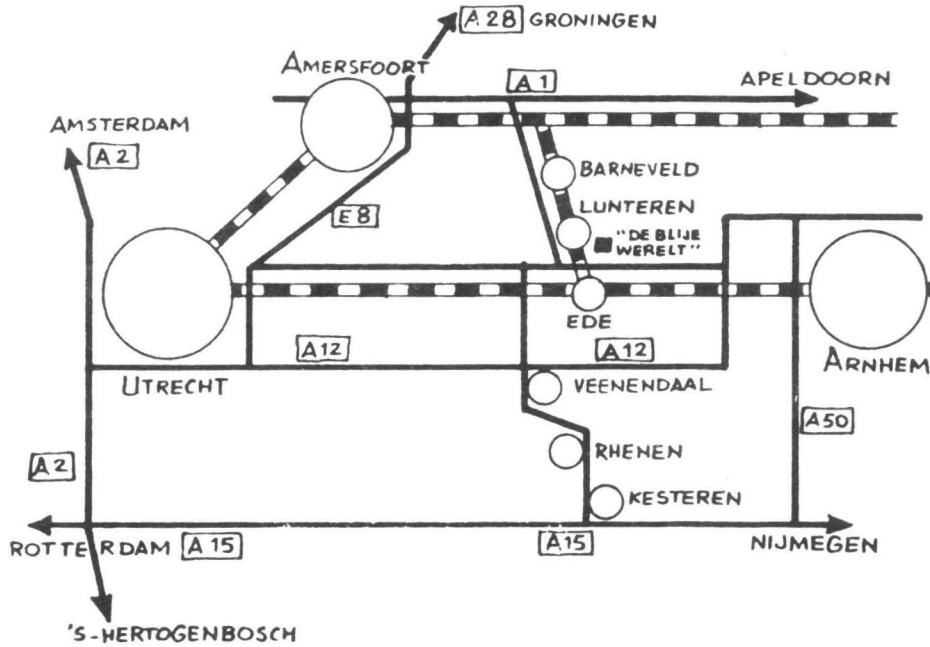 A28 GRONINGEN
AMERSFOORT
A1
APELDOORN
AMSTERDAM
A2
BARNEVELD
E8
LUNTEREN
"DE BLIJE
WERELT"
EDE
A12
A12
UTRECHT
VEENENDAAL
ARNHEM
A50
A2
RHENEN
KESTEREN
ROTTERDAM A15
A15
NIJMEGEN
'S-HERTOGENBOSCH